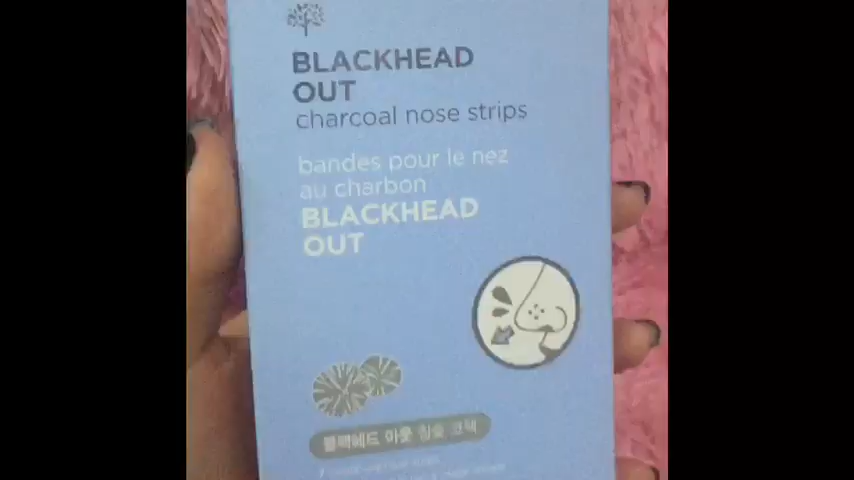 BLACKHEAD
OUT
charcoal nose strips
bandes pour le nez
au charbon
BLACKHEAD
OUT
블랙헤드 아웃 참숯 코팩